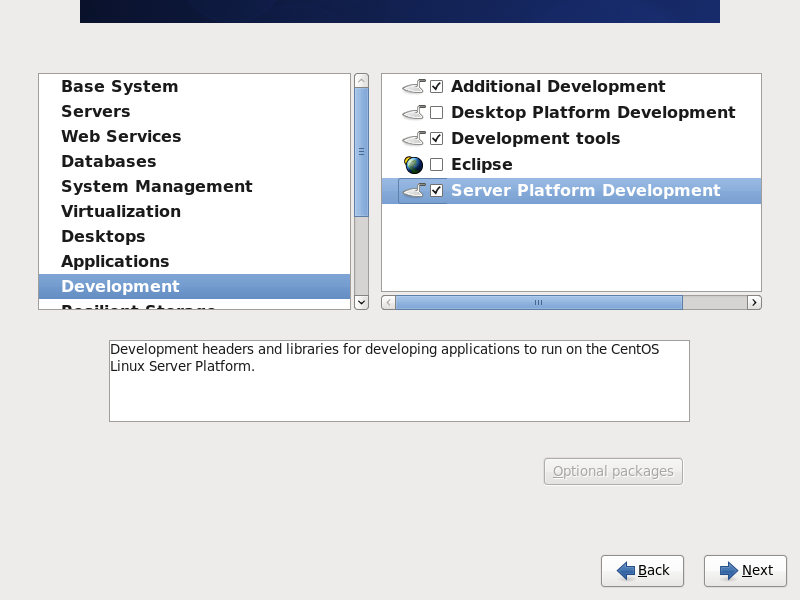 Base System
Servers
Web Services
Databases
System Management
Virtualization
Desktops
Applications
Development
Resilient Storage
Additional Development
Desktop Platform Development
Development tools
Eclipse
Server Platform Development
Development headers and libraries for developing applications to run on the CentOS
Linux Server Platform.
Optional packages
Back
Next